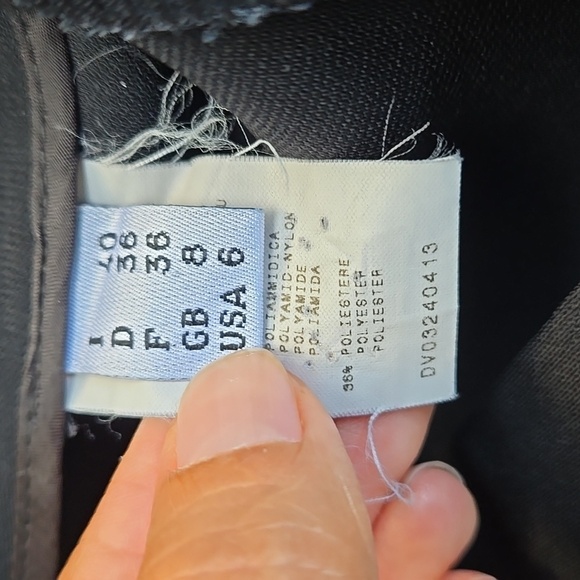 I 40
D 36
F 36
GB 8
USA 6
POLIAMMIDICA
POLYAMID-NYLON
POLYAMIDE
POLIAMIDA
36% POLIESTERE
POLYESTER
POLIESTER
DV03240413